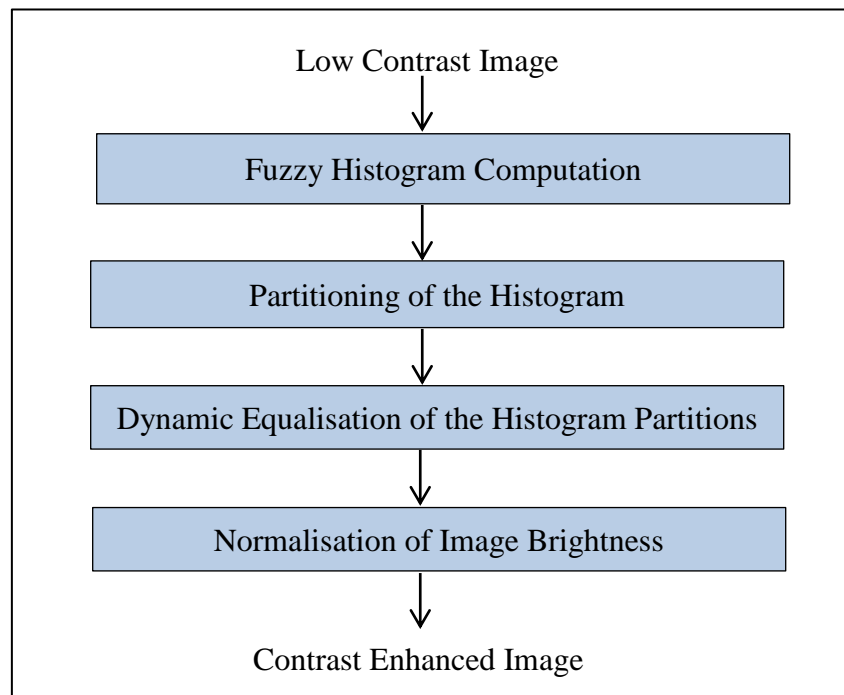 Low Contrast Image
Fuzzy Histogram Computation
Partitioning of the Histogram
Dynamic Equalisation of the Histogram Partitions
Normalisation of Image Brightness
Contrast Enhanced Image